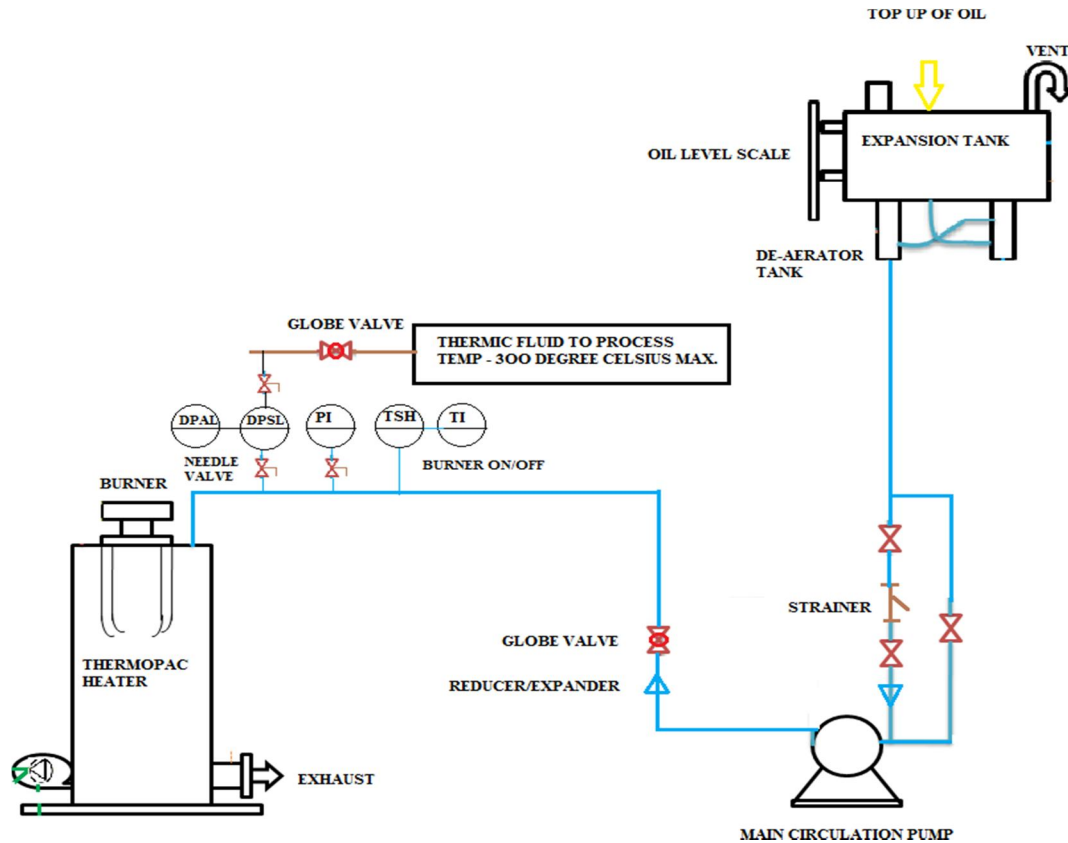 TOP UP OF OIL
VENT
EXPANSION TANK
OIL LEVEL SCALE
DE-AERATOR
TANK
GLOBE VALVE
THERMIC FLUID TO PROCESS
TEMP - 3OO DEGREE CELSIUS MAX.
DPAL
DPSL
PI
TSH
TI
NEEDLE
VALVE
BURNER ON/OFF
BURNER
STRAINER
GLOBE VALVE
THERMOPAC
HEATER
REDUCER/EXPANDER
EXHAUST
MAIN CIRCULATION PUMP